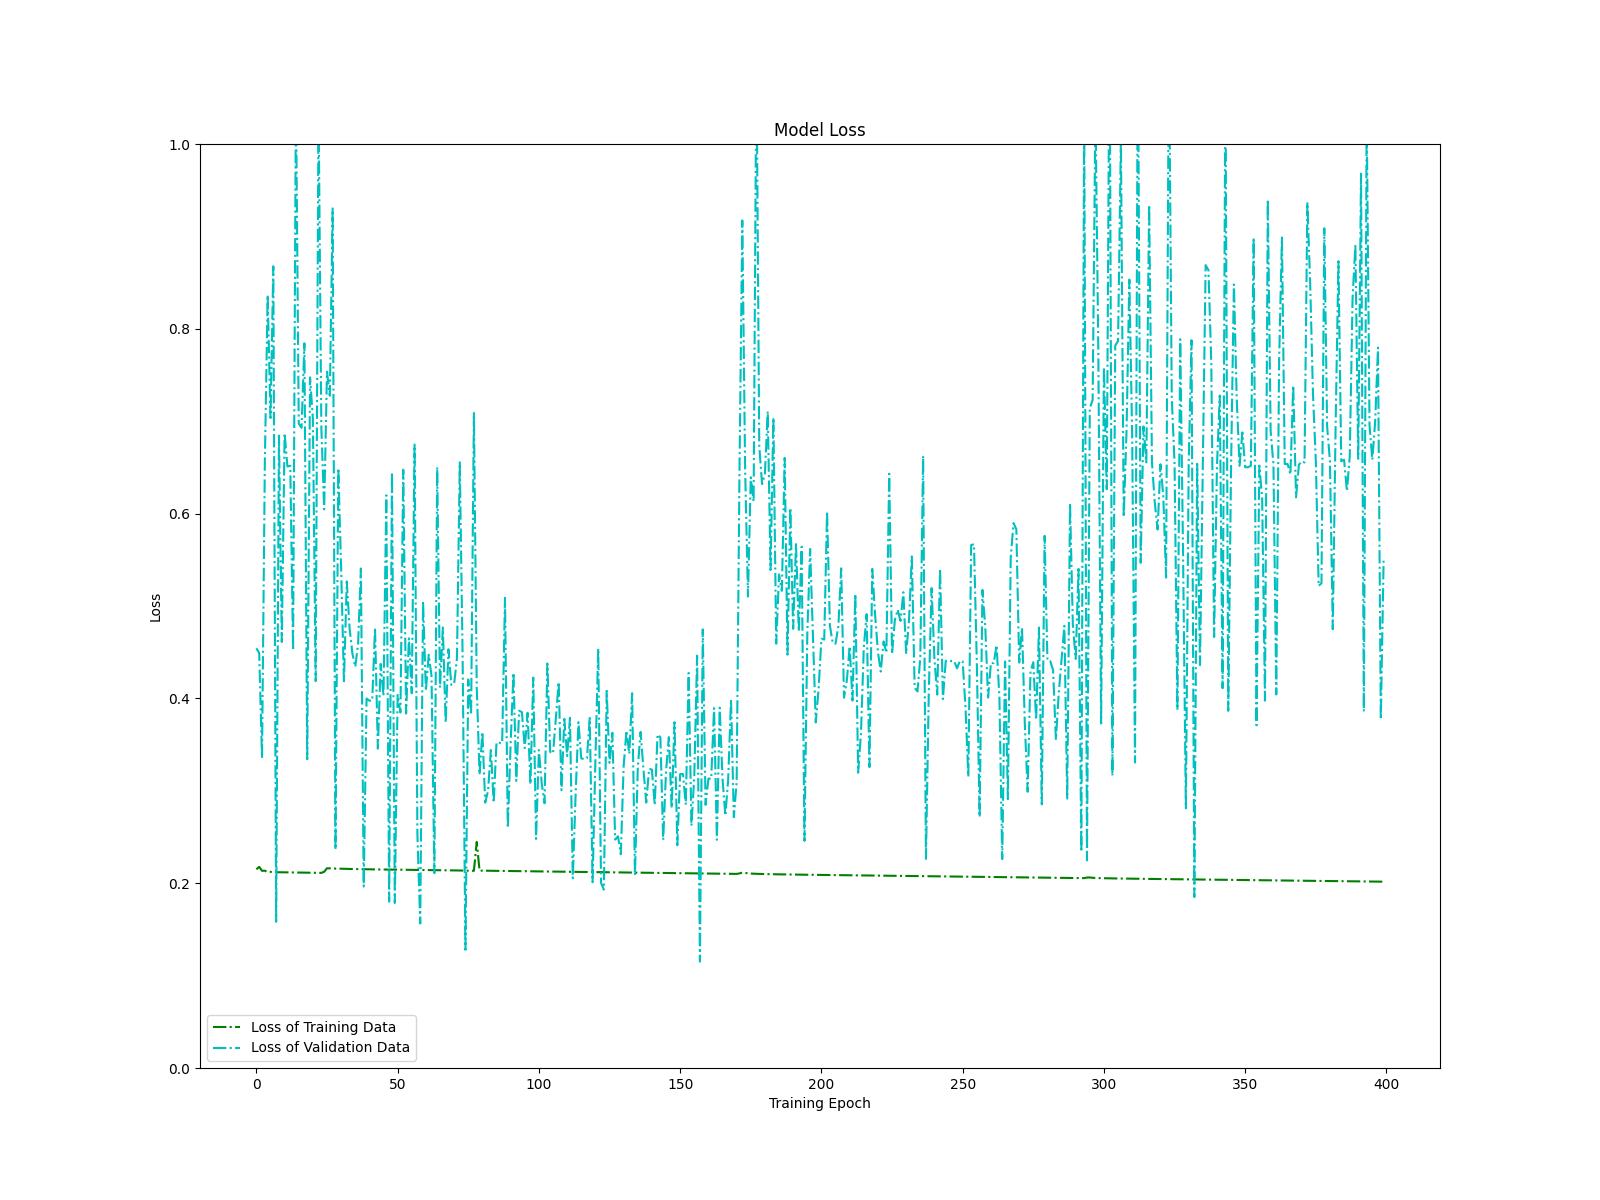 Model Loss
1.0
0.8
0.6
0.4
0.2
0.0
Loss
Loss of Training Data
Loss of Validation Data
0 50 100 150 200 250 300 350 400
Training Epoch